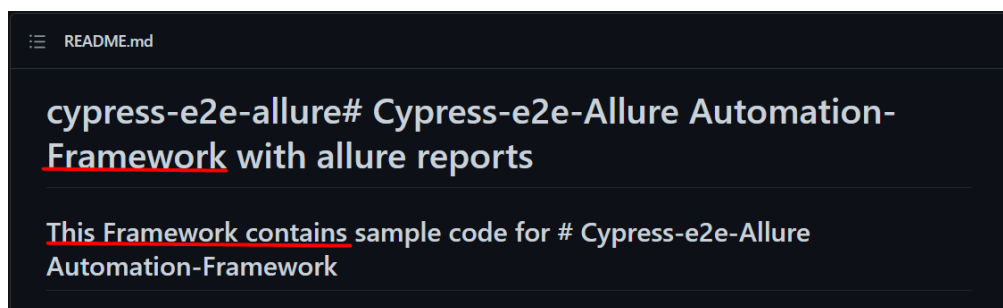 README.md
cypress-e2e-allure# Cypress-e2e-Allure Automation-
Framework with allure reports
This Framework contains sample code for # Cypress-e2e-Allure
Automation-Framework